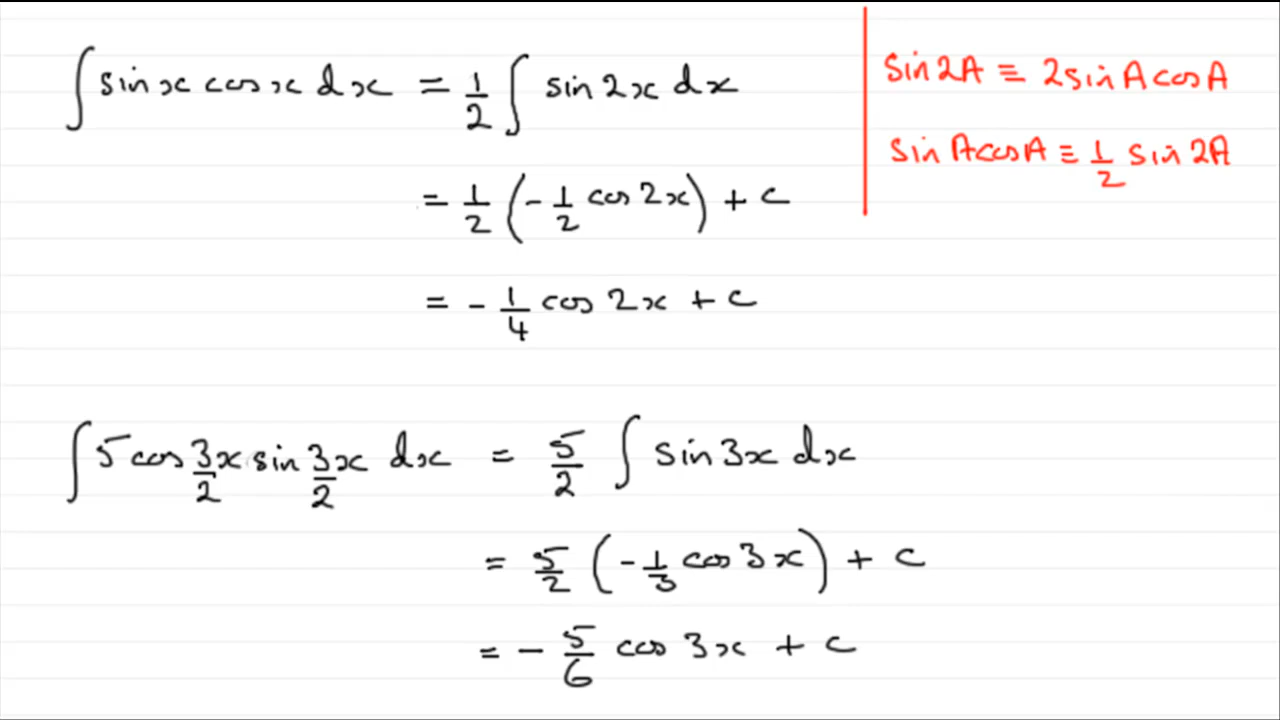 ∫ sin x cos x dx = 1/2 ∫ sin 2x dx
= 1/2 (- 1/2 cos 2x) + c
= - 1/4 cos 2x + c
sin 2A ≡ 2 sin A cos A
sin A cos A ≡ 1/2 sin 2A
∫ 5 cos 3/2 x sin 3/2 x dx = 5/2 ∫ sin 3x dx
= 5/2 (- 1/3 cos 3x) + c
= - 5/6 cos 3x + c